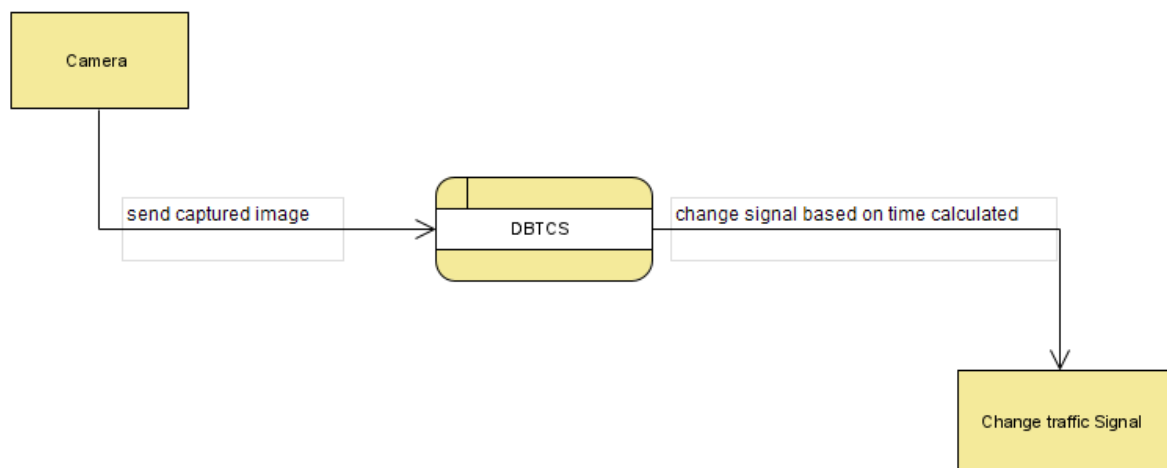 Camera
send captured image
DBTCS
change signal based on time calculated
Change traffic Signal